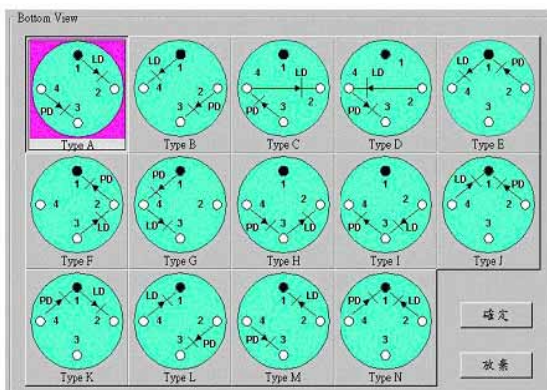 Bottom View
LD 1 2 4 3 PD Type A
LD 1 4 2 3 PD Type B
4 LD 1 2 3 PD Type C
4 LD 1 2 3 PD Type D
LD PD 1 4 2 3 Type E
1 PD 4 2 3 LD Type F
PD 1 4 2 LD 3 Type G
1 4 2 PD 3 LD Type H
1 4 2 PD 3 LD Type I
LD 1 PD 4 2 3 Type J
PD 1 LD 4 2 3 Type K
LD 1 4 2 3 PD Type L
1 LD 4 2 PD 3 Type M
PD 1 LD 4 2 3 Type N
確定
放棄